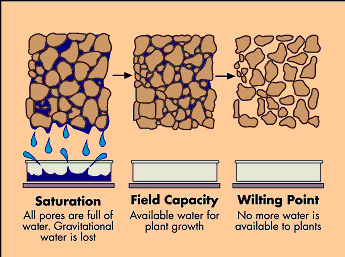 Saturation
All pores are full of
water. Gravitational
water is lost
Field Capacity
Available water for
plant growth
Wilting Point
No more water is
available to plants